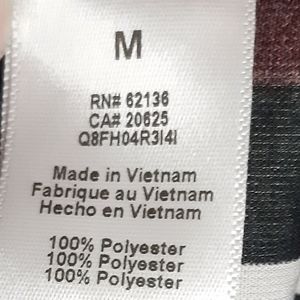 M
RN# 62136
CA# 20625
Q8FH04R3I4I
Made in Vietnam
Fabrique au Vietnam
Hecho en Vietnam
100% Polyester
100% Polyester
100% Polyester